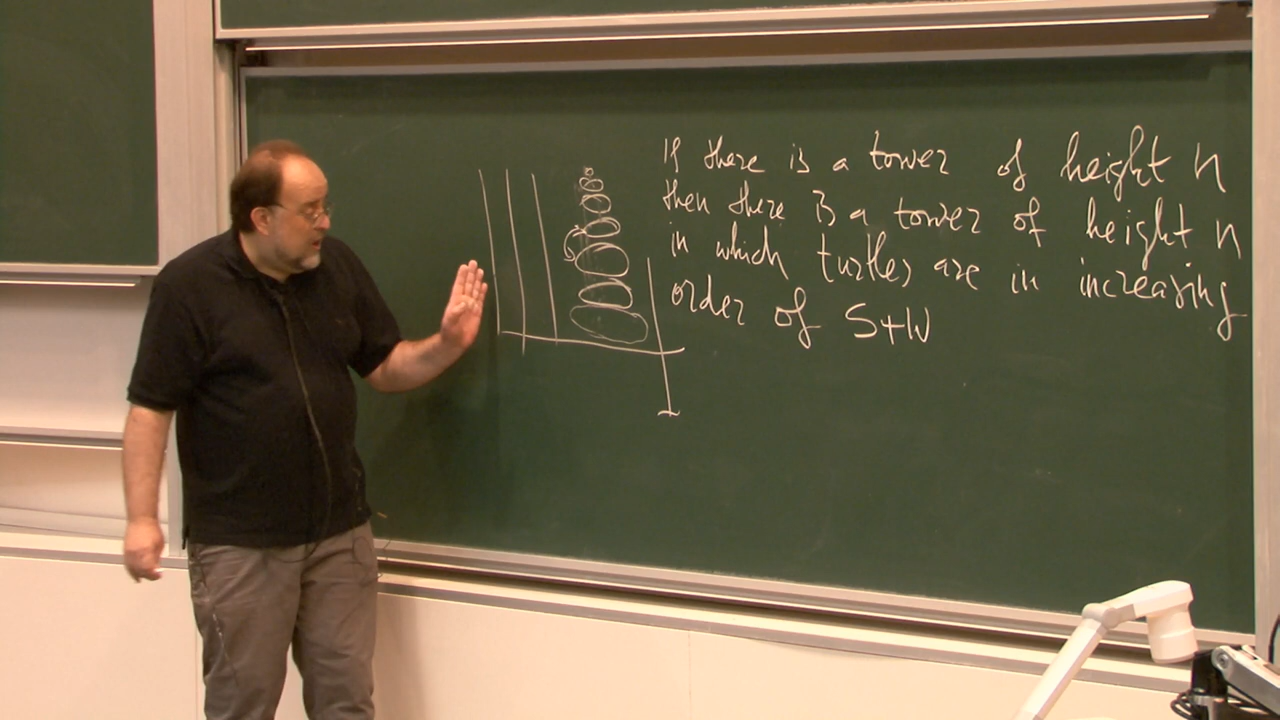 If there is a tower of height n
then there is a tower of height n
in which turtles are in increasing
order of S+W